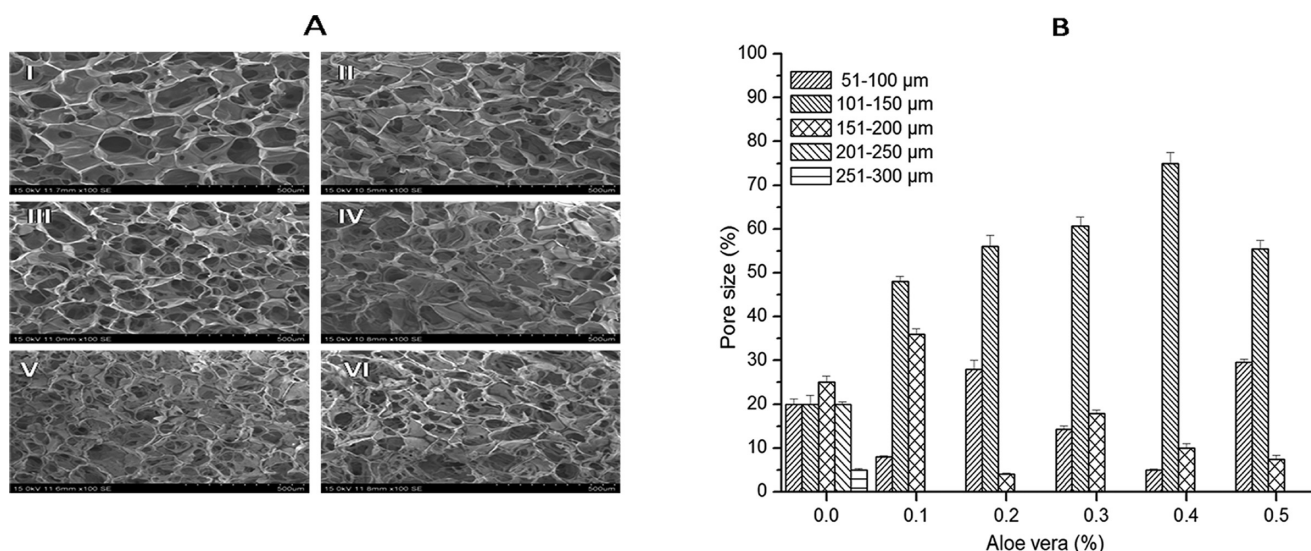 A
I
15.0kV 11.7mm x100 SE 500um
II
15.0kV 10.5mm x100 SE 500um
III
15.0kV 11.0mm x100 SE 500um
IV
15.0kV 10.8mm x100 SE 500um
V
15.0kV 11.6mm x100 SE 500um
VI
15.0kV 11.8mm x100 SE 500um
B
51-100 µm
101-150 µm
151-200 µm
201-250 µm
251-300 µm
Pore size (%)
100
90
80
70
60
50
40
30
20
10
0
0.0 0.1 0.2 0.3 0.4 0.5
Aloe vera (%)